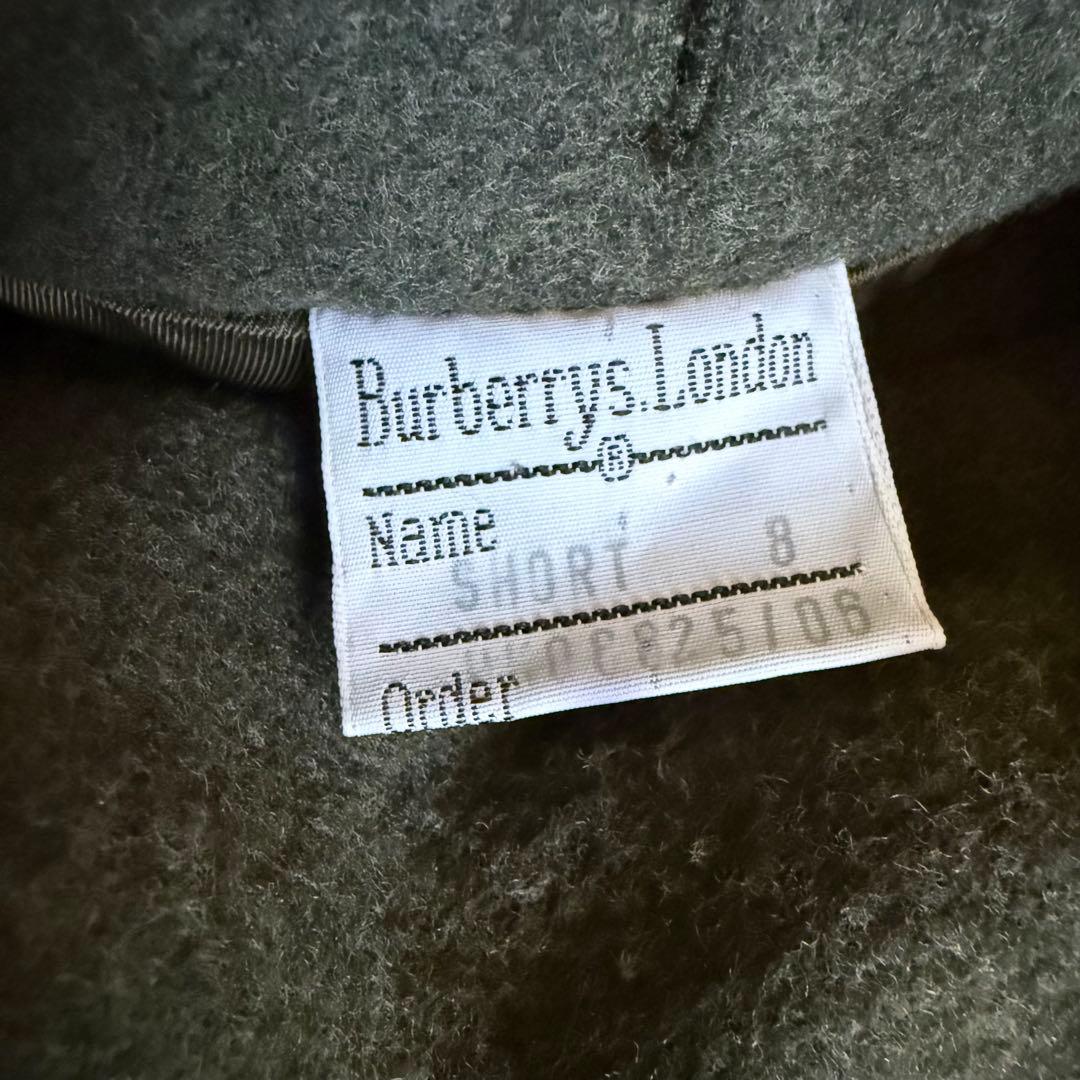 Burberrys.London
®
Name
SHORT 8
Order